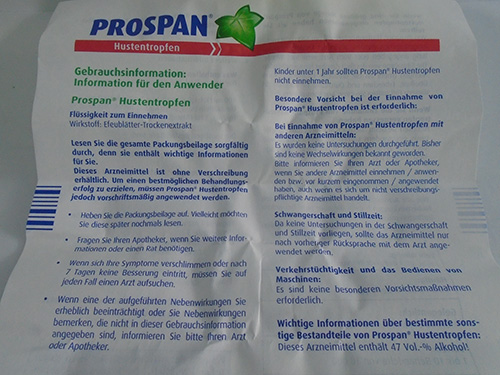 PROSPAN®
Hustentropfen
Gebrauchsinformation:
Information für den Anwender
Prospan® Hustentropfen
Flüssigkeit zum Einnehmen
Wirkstoff: Efeublätter-Trockenextrakt
Lesen Sie die gesamte Packungsbeilage sorgfältig
durch, denn sie enthält wichtige Informationen
für Sie.
Dieses Arzneimittel ist ohne Verschreibung
erhältlich. Um einen bestmöglichen Behandlungs-
erfolg zu erzielen, müssen Prospan® Hustentropfen
jedoch vorschriftsmäßig angewendet werden.
• Heben Sie die Packungsbeilage auf. Vielleicht möchten
Sie diese später nochmals lesen.
• Fragen Sie Ihren Apotheker, wenn Sie weitere Infor-
mationen oder einen Rat benötigen.
• Wenn sich Ihre Symptome verschlimmern oder nach
7 Tagen keine Besserung eintritt, müssen Sie auf
jeden Fall einen Arzt aufsuchen.
• Wenn eine der aufgeführten Nebenwirkungen Sie
erheblich beeinträchtigt oder Sie Nebenwirkungen
bemerken, die nicht in dieser Gebrauchsinformation
angegeben sind, informieren Sie bitte Ihren Arzt
oder Apotheker.
Kinder unter 1 Jahr sollten Prospan® Hustentropfen
nicht einnehmen.
Besondere Vorsicht bei der Einnahme von
Prospan® Hustentropfen ist erforderlich:
Bei Einnahme von Prospan® Hustentropfen mit
anderen Arzneimitteln:
Es wurden keine Untersuchungen durchgeführt. Bisher
sind keine Wechselwirkungen bekannt geworden.
Bitte informieren Sie Ihren Arzt oder Apotheker,
wenn Sie andere Arzneimittel einnehmen / anwen-
den bzw. vor kurzem eingenommen / angewendet
haben, auch wenn es sich um nicht verschreibungs-
pflichtige Arzneimittel handelt.
Schwangerschaft und Stillzeit:
Da keine Untersuchungen in der Schwangerschaft
und Stillzeit vorliegen, sollte das Arzneimittel nur
nach vorheriger Rücksprache mit dem Arzt ange-
wendet werden.
Verkehrstüchtigkeit und das Bedienen von
Maschinen:
Es sind keine besonderen Vorsichtsmaßnahmen
erforderlich.
Wichtige Informationen über bestimmte sons-
tige Bestandteile von Prospan® Hustentropfen:
Dieses Arzneimittel enthält 47 Vol.-% Alkohol!